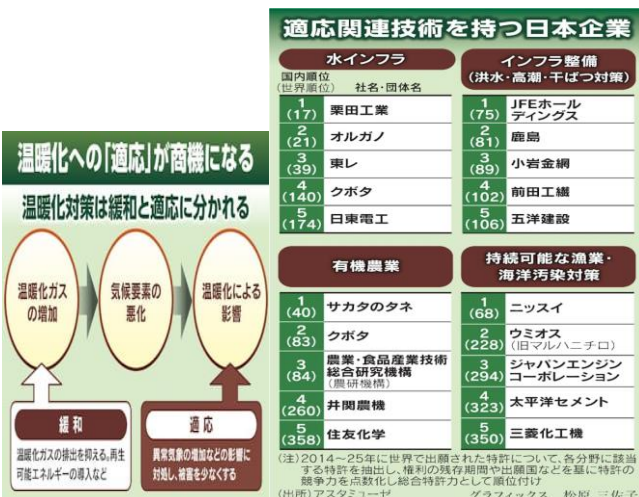 温暖化への「適応」が商機になる
温暖化対策は緩和と適応に分かれる
温暖化ガス
の増加
気候要素の
悪化
温暖化による
影響
緩和
温暖化ガスの排出を抑える。再生
可能エネルギーの導入など
適応
異常気象の増加などの影響に
対処し、被害を少なくする
適応関連技術を持つ日本企業
水インフラ
国内順位
(世界順位) 社名・団体名
1
(17) 栗田工業
2
(21) オルガノ
3
(39) 東レ
4
(140) クボタ
5
(174) 日東電工
インフラ整備
(洪水・高潮・干ばつ対策)
1
(75) JFEホール
ディングス
2
(81) 鹿島
3
(89) 小岩金網
4
(102) 前田工繊
5
(106) 五洋建設
有機農業
1
(40) サカタのタネ
2
(83) クボタ
3
(84) 農業・食品産業技術
総合研究機構
(農研機構)
4
(260) 井関農機
5
(358) 住友化学
持続可能な漁業・
海洋汚染対策
1
(68) ニッスイ
2
(228) ウミオス
(旧マルハニチロ)
3
(294) ジャパンエンジン
コーポレーション
4
(323) 太平洋セメント
5
(350) 三菱化工機
(注)2014〜25年に世界で出願された特許について、各分野に該当
する特許を抽出し、権利の残存期間や出願国などを基に特許の
競争力を点数化し総合特許力として順位付け
(出所)アスタミューゼ グラフィックス 松原 三佐子